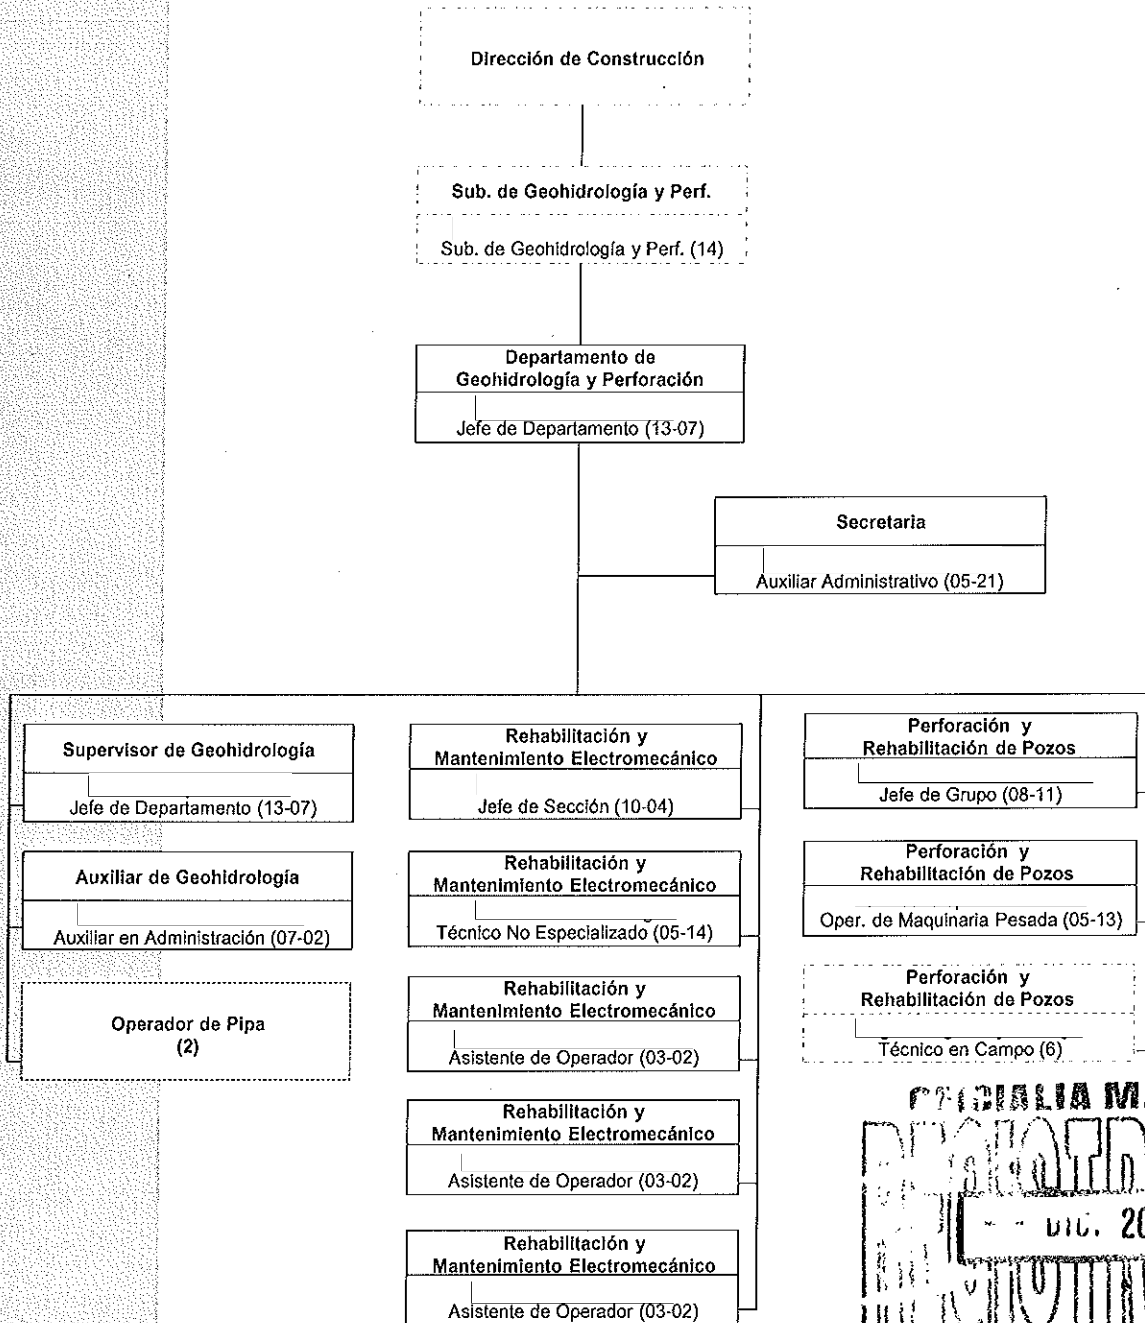 Dirección de Construcción
Sub. de Geohidrología y Perf.
Sub. de Geohidrología y Perf. (14)
Departamento de
Geohidrología y Perforación
Jefe de Departamento (13-07)
Secretaria
Auxiliar Administrativo (05-21)
Supervisor de Geohidrología
Jefe de Departamento (13-07)
Auxiliar de Geohidrología
Auxiliar en Administración (07-02)
Operador de Pipa
(2)
Rehabilitación y
Mantenimiento Electromecánico
Jefe de Sección (10-04)
Rehabilitación y
Mantenimiento Electromecánico
Técnico No Especializado (05-14)
Rehabilitación y
Mantenimiento Electromecánico
Asistente de Operador (03-02)
Rehabilitación y
Mantenimiento Electromecánico
Asistente de Operador (03-02)
Rehabilitación y
Mantenimiento Electromecánico
Asistente de Operador (03-02)
Perforación y
Rehabilitación de Pozos
Jefe de Grupo (08-11)
Perforación y
Rehabilitación de Pozos
Oper. de Maquinaria Pesada (05-13)
Perforación y
Rehabilitación de Pozos
Técnico en Campo (6)
DIC. 20